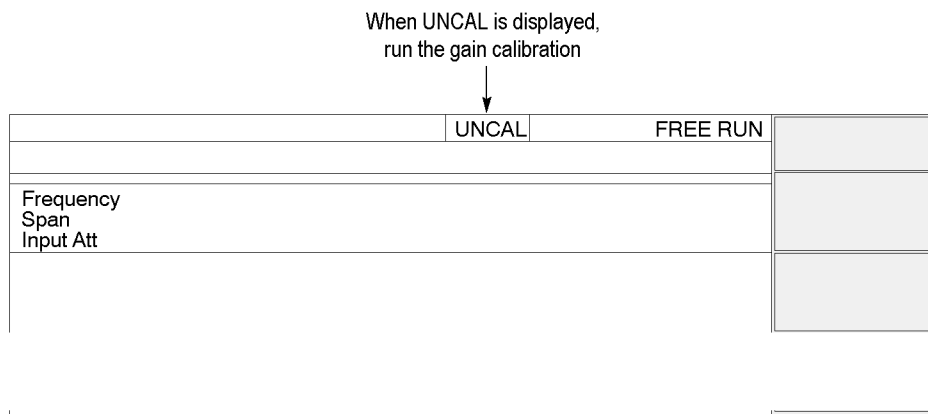 When UNCAL is displayed,
run the gain calibration
UNCAL FREE RUN
Frequency
Span
Input Att